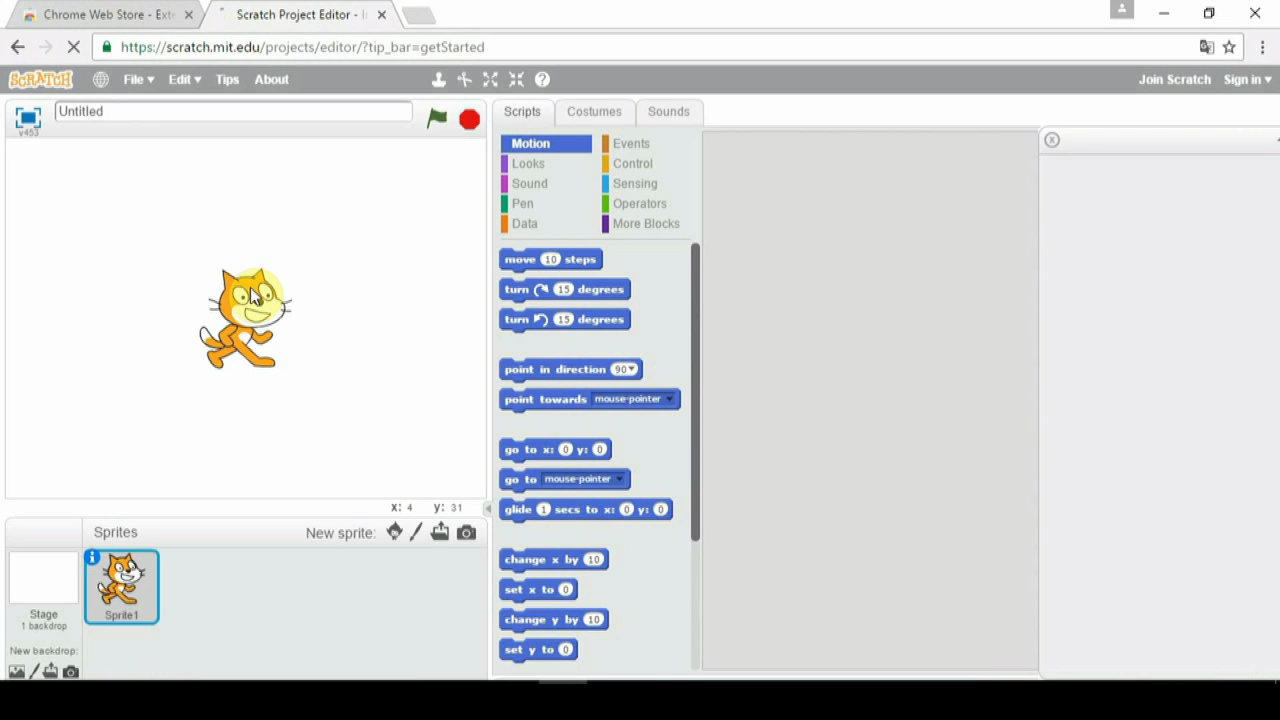 Chrome Web Store - Exte
Scratch Project Editor - I
https://scratch.mit.edu/projects/editor/?tip_bar=getStarted
SCRATCH File Edit Tips About Join Scratch Sign in
Untitled
v453
Scripts Costumes Sounds
Motion Events
Looks Control
Sound Sensing
Pen Operators
Data More Blocks
move 10 steps
turn 15 degrees
turn 15 degrees
point in direction 90
point towards mouse-pointer
go to x: 0 y: 0
go to mouse-pointer
glide 1 secs to x: 0 y: 0
change x by 10
set x to 0
change y by 10
set y to 0
x: 4 y: 31
Sprites New sprite:
Stage
1 backdrop
Sprite1
New backdrop: